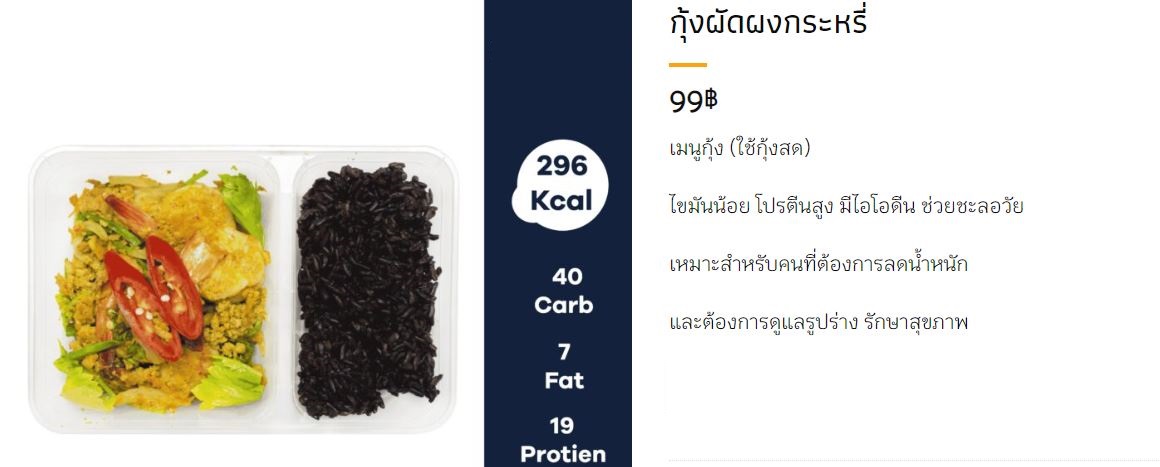 296
Kcal
40
Carb
7
Fat
19
Protien
กุ้งผัดผงกระหรี่
99฿
เมนูกุ้ง (ใช้กุ้งสด)
ไขมันน้อย โปรตีนสูง มีไอโอดีน ช่วยชะลอวัย
เหมาะสำหรับคนที่ต้องการลดน้ำหนัก
และต้องการดูแลรูปร่าง รักษาสุขภาพ